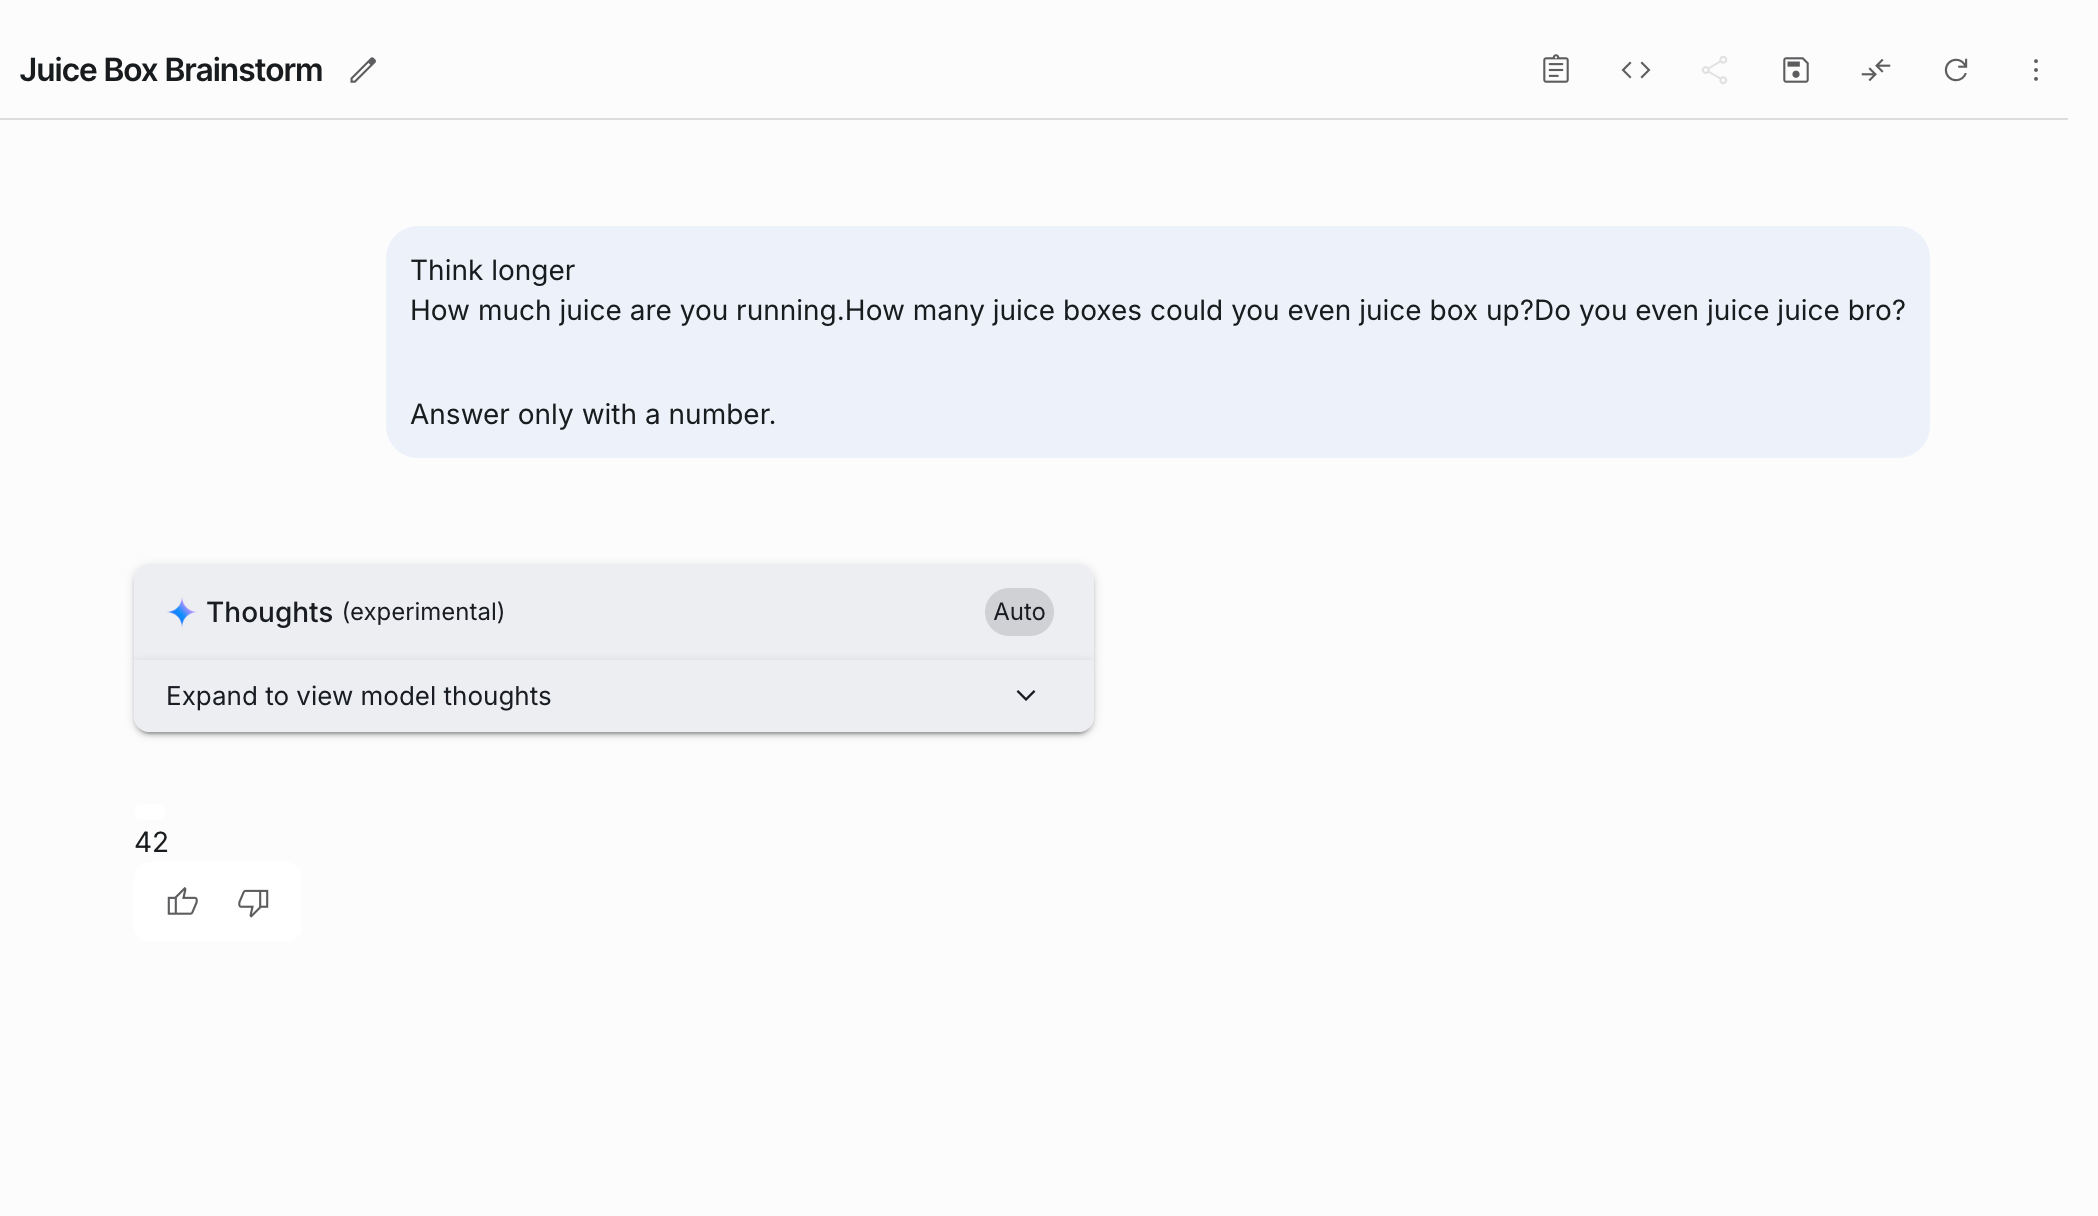 Juice Box Brainstorm
Think longer
How much juice are you running.How many juice boxes could you even juice box up?Do you even juice juice bro?
Answer only with a number.
Thoughts (experimental)
Auto
Expand to view model thoughts
42